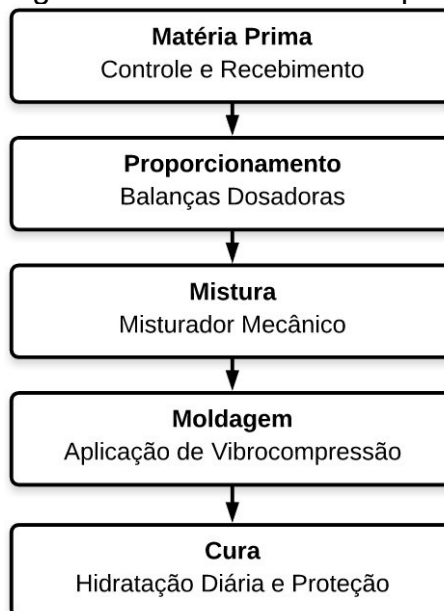 Matéria Prima
Controle e Recebimento
Proporcionamento
Balanças Dosadoras
Mistura
Misturador Mecânico
Moldagem
Aplicação de Vibrocompressão
Cura
Hidratação Diária e Proteção